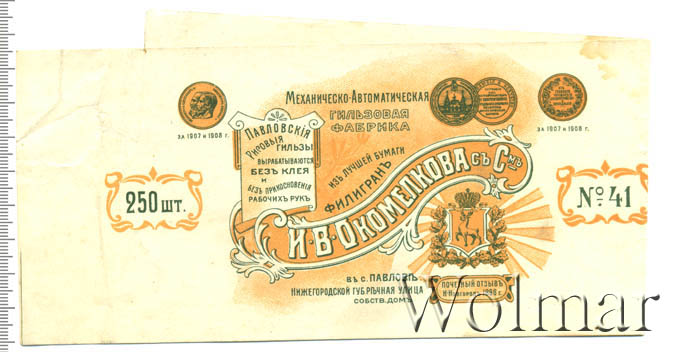 Механическо-Автоматическая
гильзовая
фабрика
за 1907 и 1908 г.
за 1907 и 1908 г.
Павловскія
гильзы
вырабатываются
безъ клея
и
безъ прикосновенія
рабочихъ рукъ
изъ лучшей бумаги
филигранъ
И.В.Окомелкова съ С-мъ
250 шт.
№ 41
въ с. Павловѣ
Нижегородской губ. Рѣчная улица
собств. домъ
Почетный отзывъ
Н-Новгородъ 1896 г.
Wolmar